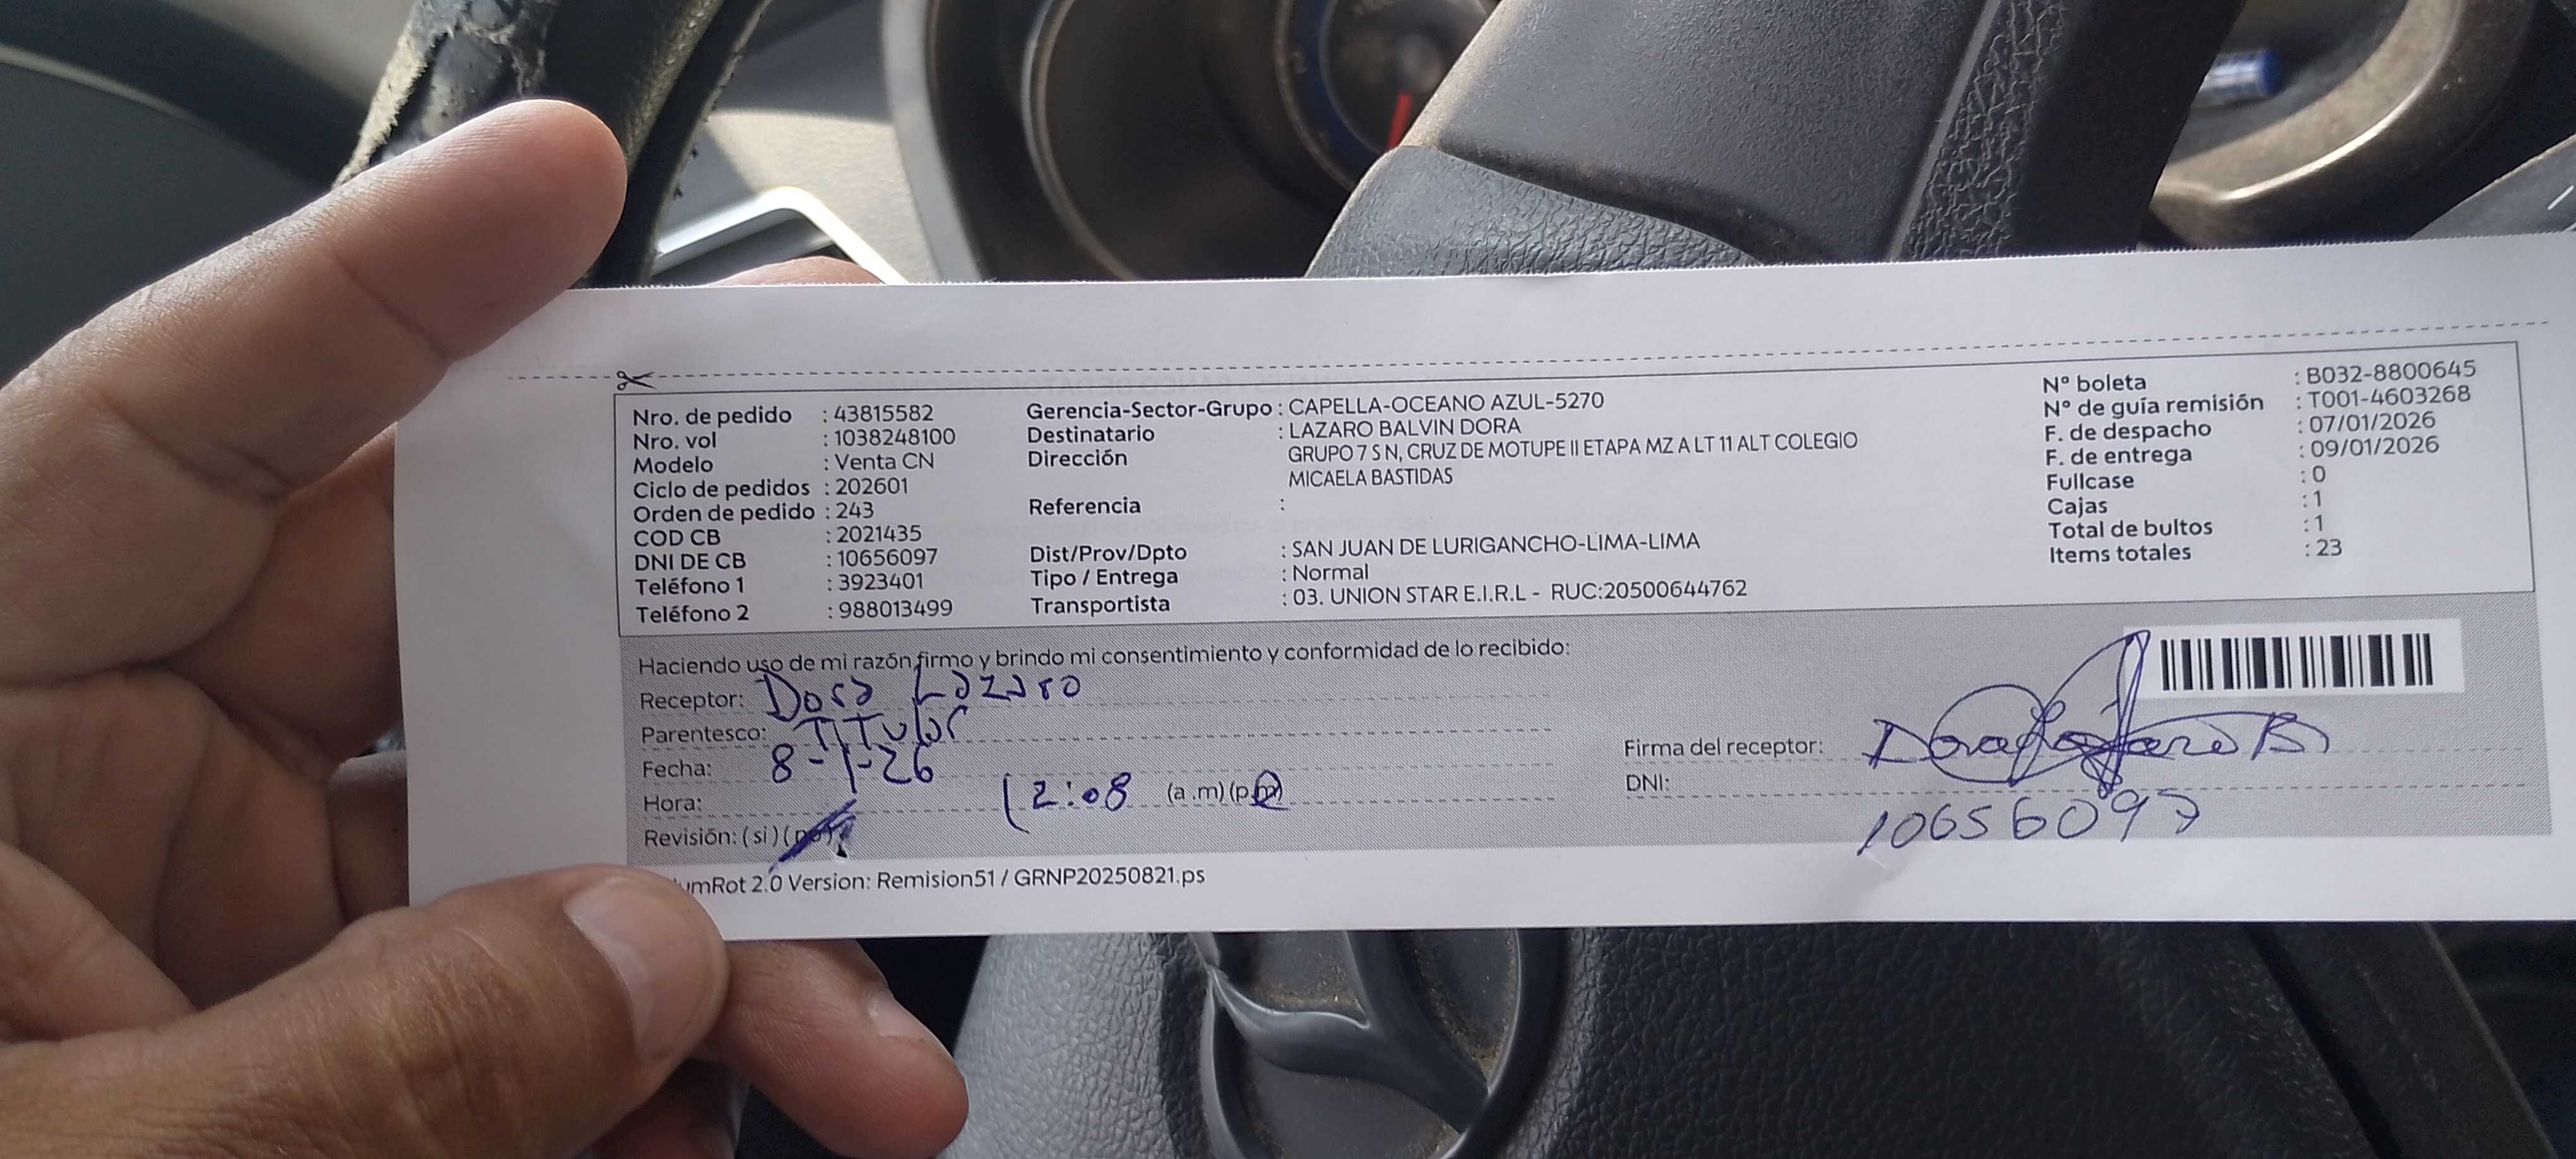 Nro. de pedido : 43815582
Nro. vol : 1038248100
Modelo : Venta CN
Ciclo de pedidos : 202601
Orden de pedido : 243
COD CB : 2021435
DNI DE CB : 10656097
Teléfono 1 : 3923401
Teléfono 2 : 988013499
Gerencia-Sector-Grupo : CAPELLA-OCEANO AZUL-5270
Destinatario : LAZARO BALVIN DORA
Dirección GRUPO 7 S N, CRUZ DE MOTUPE II ETAPA MZ A LT 11 ALT COLEGIO
MICAELA BASTIDAS
Referencia :
Dist/Prov/Dpto : SAN JUAN DE LURIGANCHO-LIMA-LIMA
Tipo / Entrega : Normal
Transportista : 03. UNION STAR E.I.R.L - RUC:20500644762
N° boleta : B032-8800645
N° de guía remisión : T001-4603268
F. de despacho : 07/01/2026
F. de entrega : 09/01/2026
Fullcase : 0
Cajas : 1
Total de bultos : 1
Items totales : 23
Haciendo uso de mi razón firmo y brindo mi consentimiento y conformidad de lo recibido:
Receptor: Dora Lazaro
Parentesco: TITular
Fecha: 8-1-26
Hora: 12:08 (a.m)(p.m)
Revisión: (si) (no)
Firma del receptor: Dora Lazaro B
DNI:
10656097
umRot 2.0 Version: Remision51 / GRNP20250821.ps